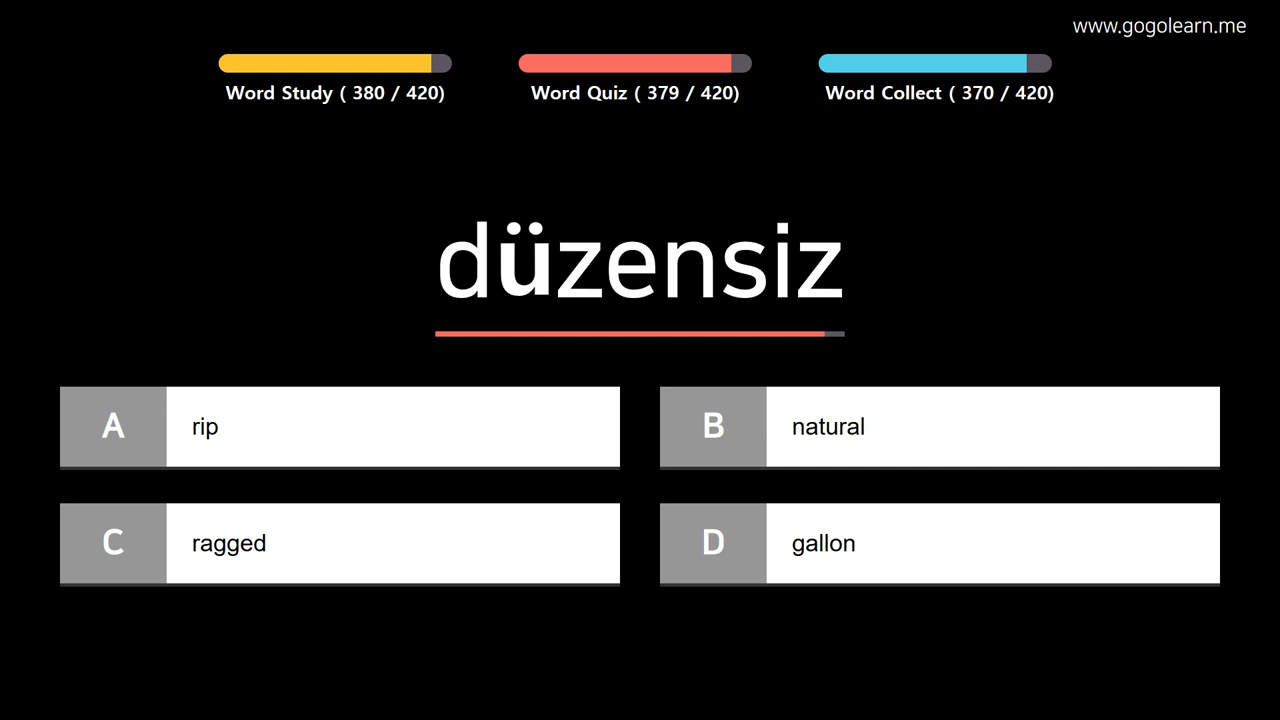 www.gogolearn.me
Word Study ( 380 / 420)
Word Quiz ( 379 / 420)
Word Collect ( 370 / 420)
düzensiz
A
rip
B
natural
C
ragged
D
gallon